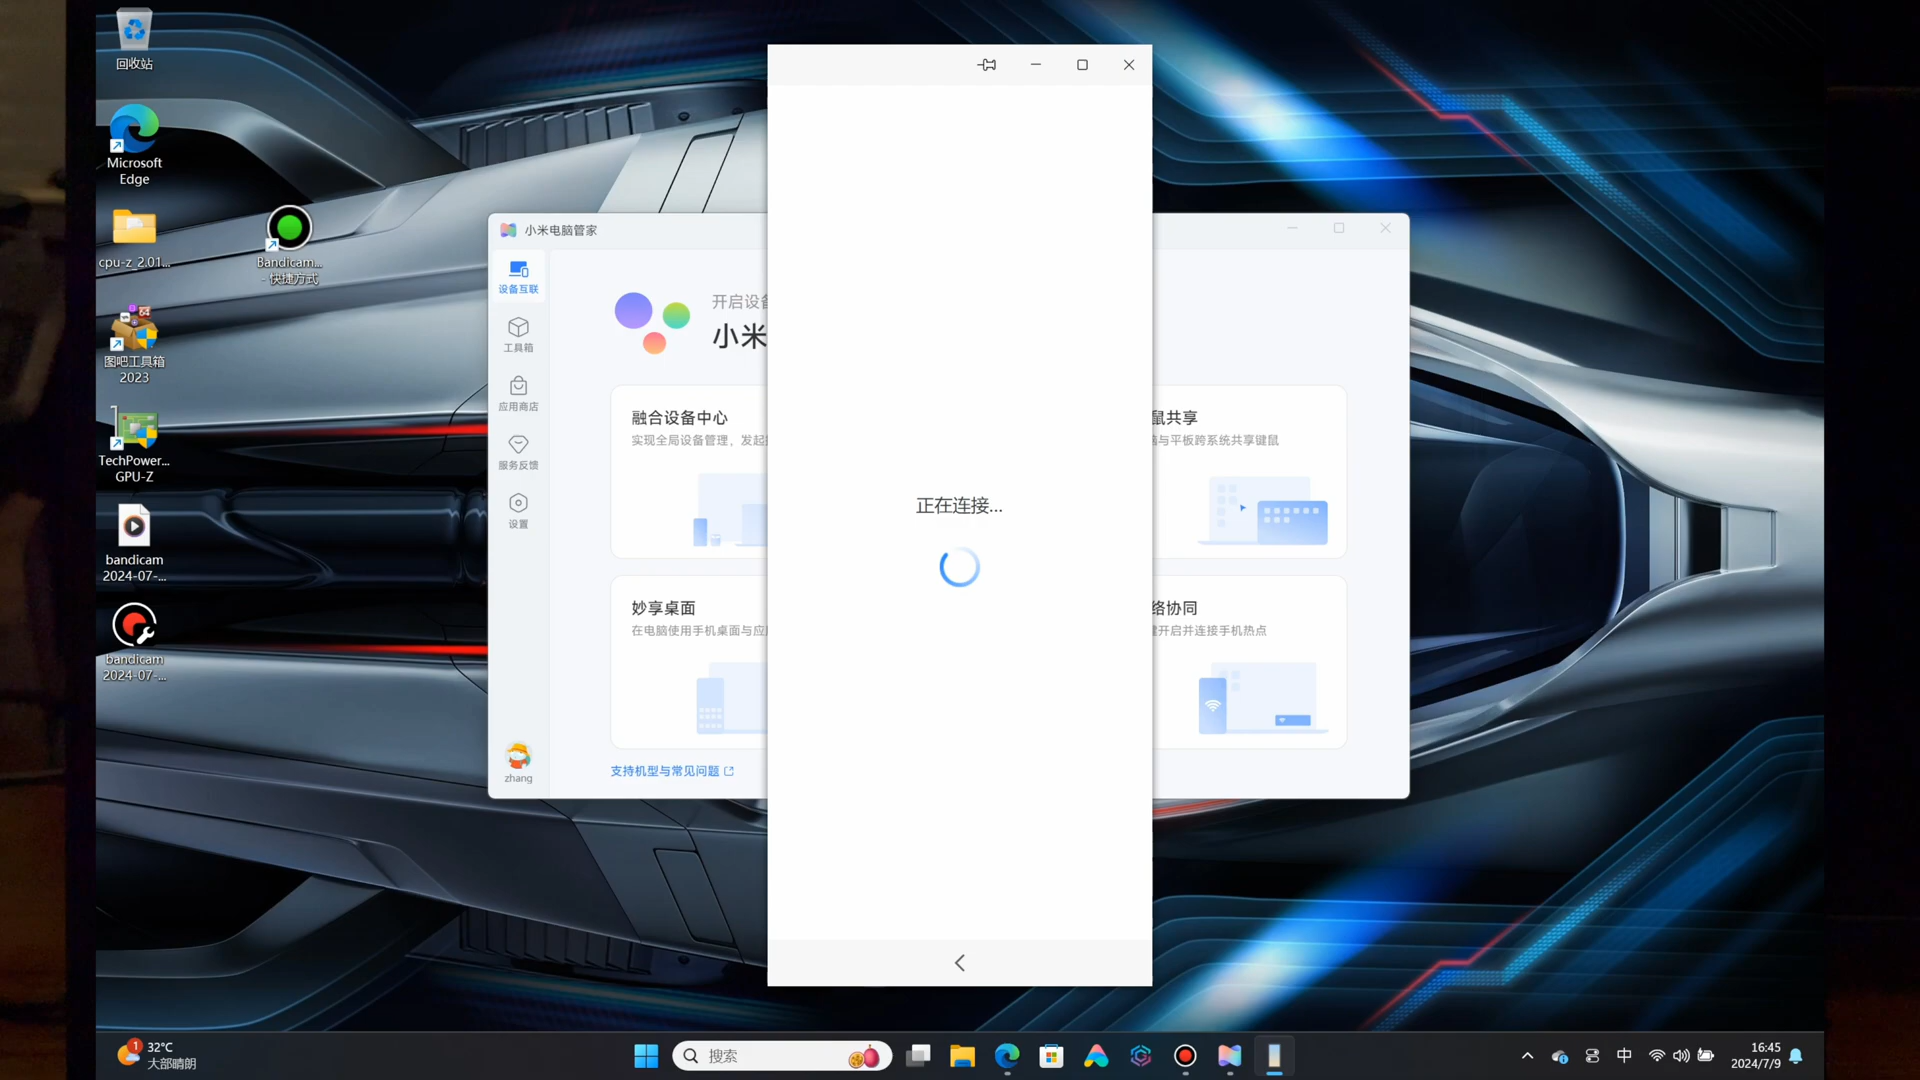 回收站
Microsoft
Edge
cpu-z_2.01...
Bandicam...
- 快捷方式
图吧工具箱
2023
TechPower...
GPU-Z
bandicam
2024-07-...
bandicam
2024-07-...
小米电脑管家
设备互联
工具箱
应用商店
服务反馈
设置
zhang
开启设备
小米
融合设备中心
实现全局设备管理，发起
鼠共享
与平板跨系统共享键鼠
妙享桌面
在电脑使用手机桌面与应
络协同
开启并连接手机热点
支持机型与常见问题
正在连接...
1
32°C
大部晴朗
搜索
中
16:45
2024/7/9